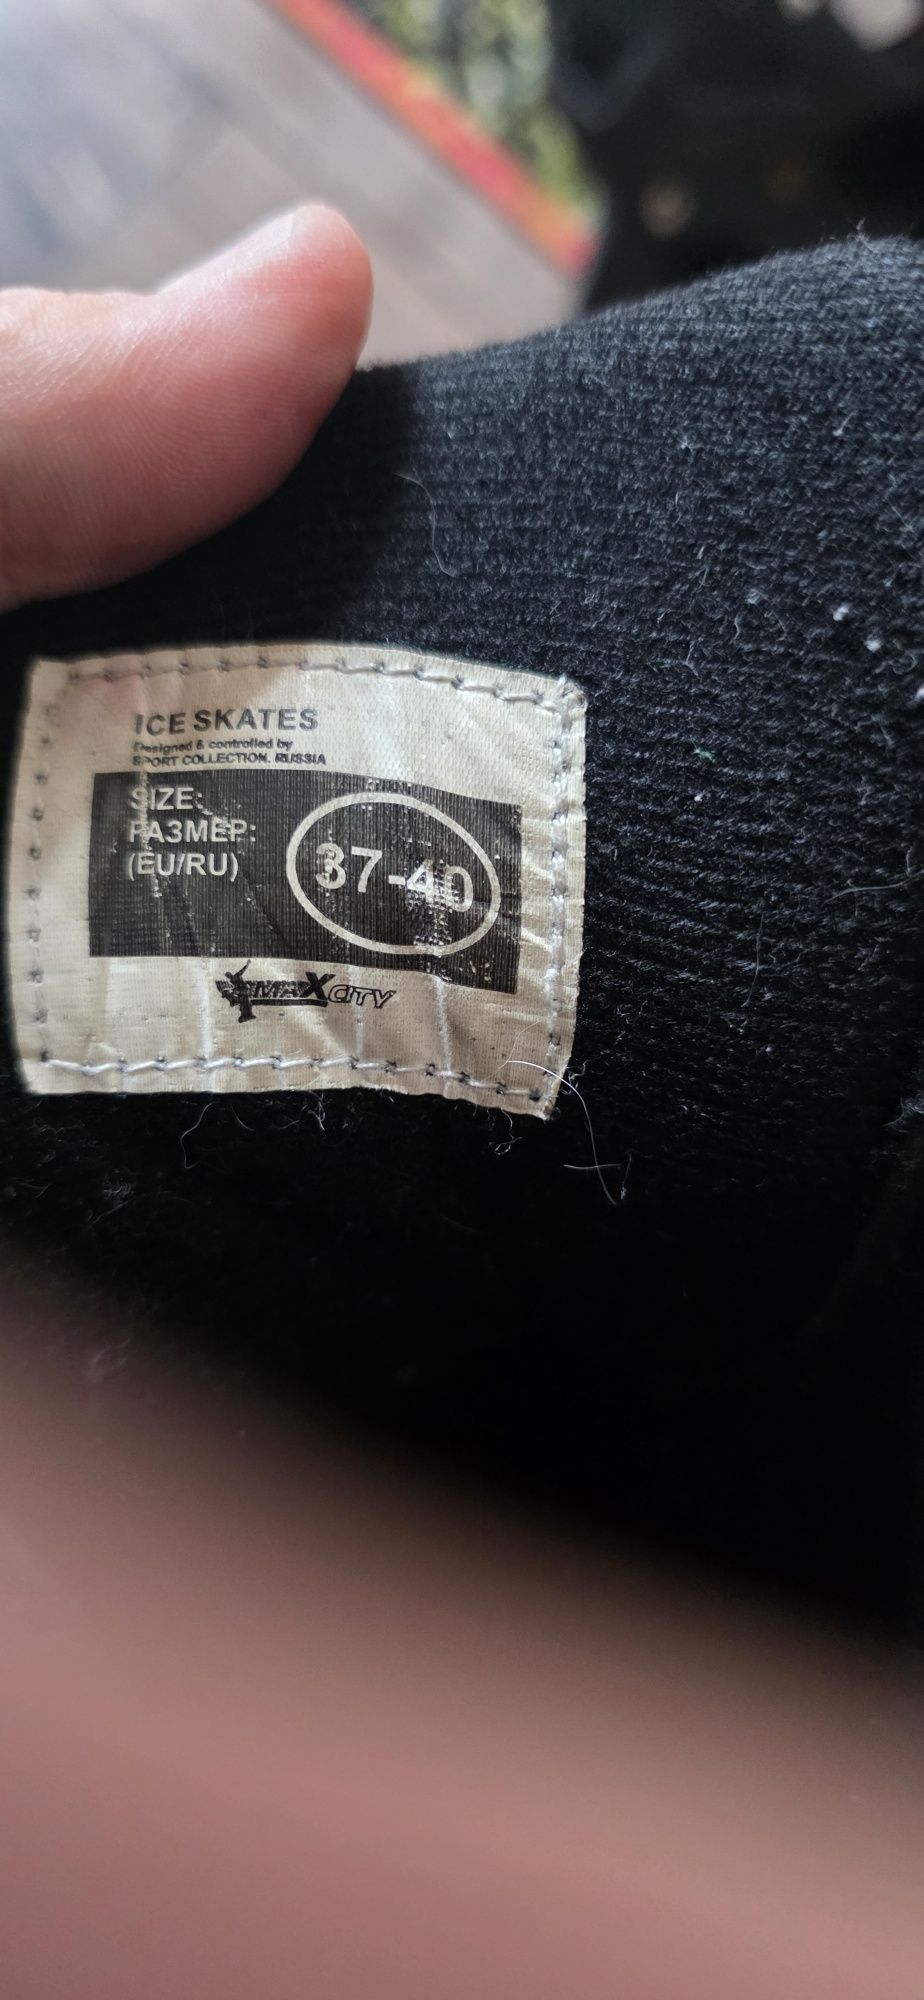 ICE SKATES
Designed & controlled by
SPORT COLLECTION. RUSSIA
SIZE:
РАЗМЕР:
(EU/RU)
37-40
MAXCITY